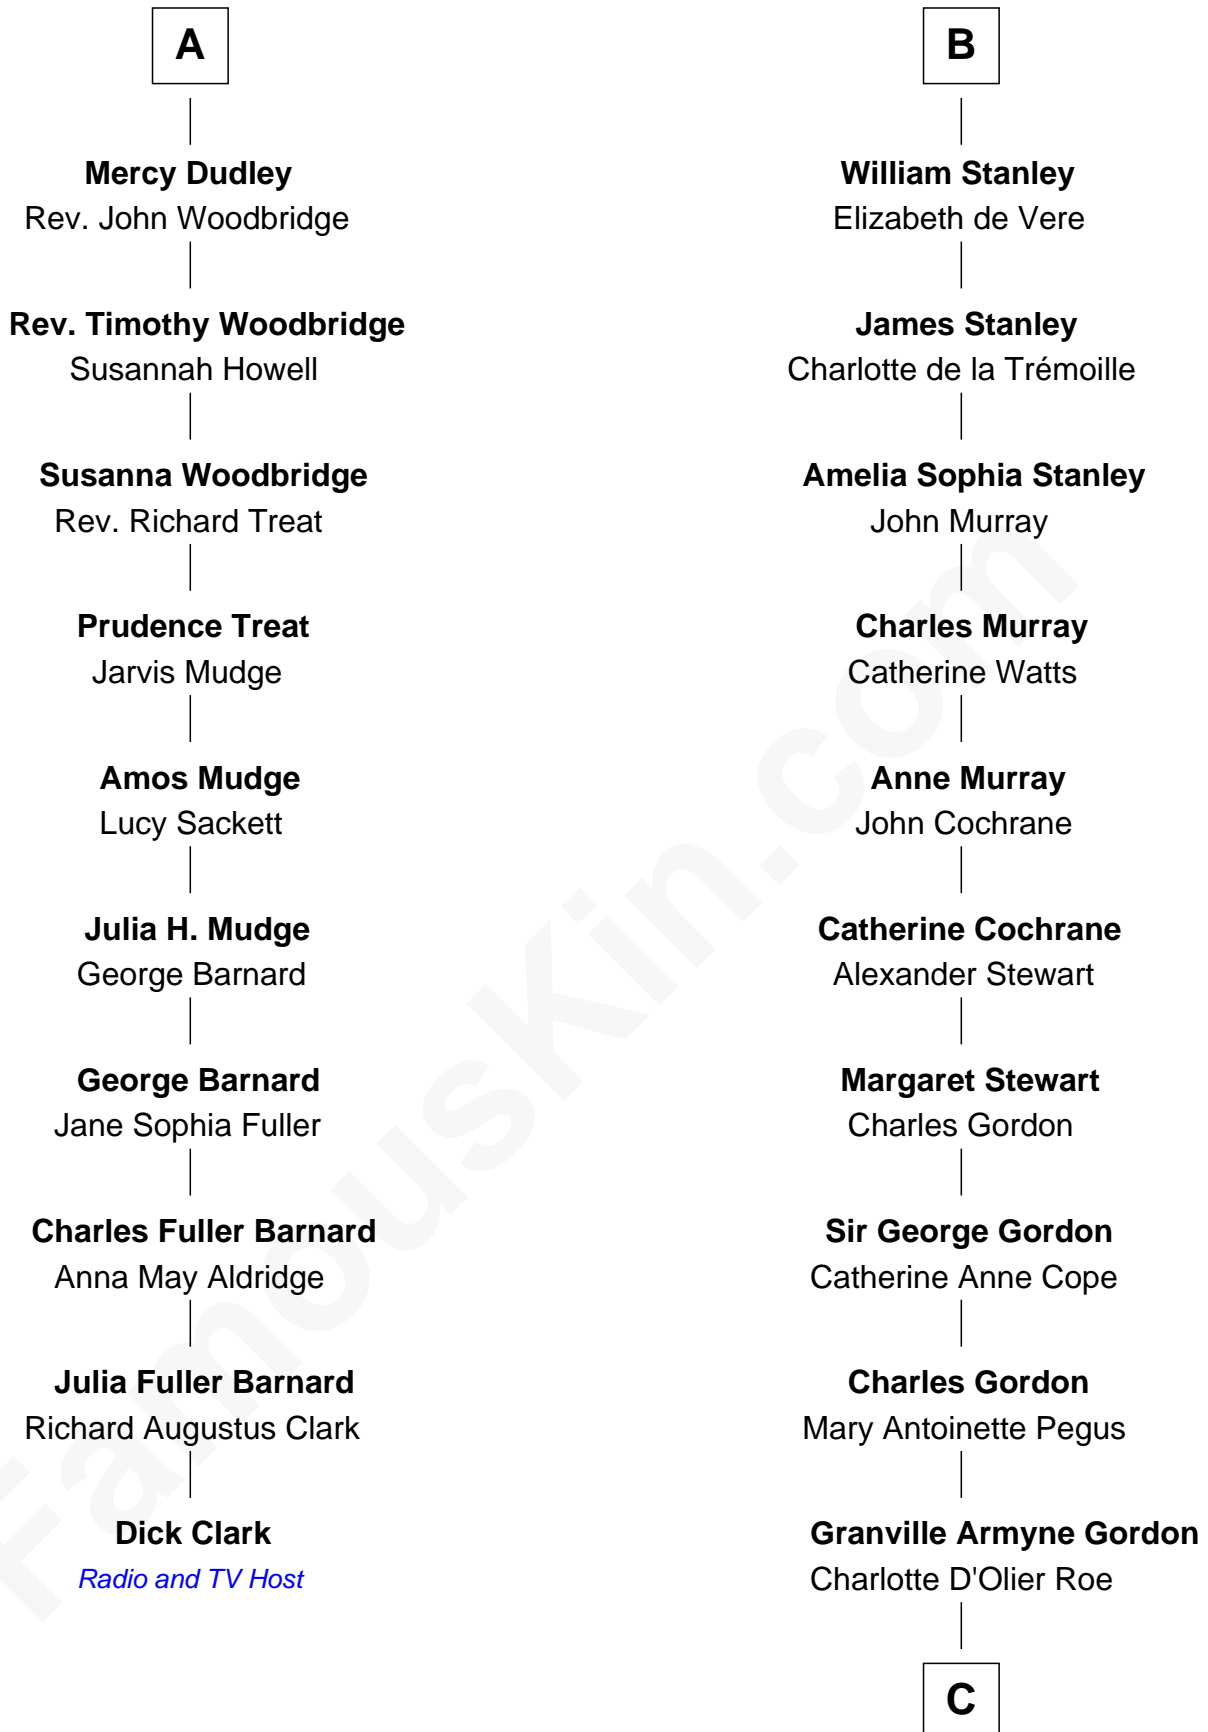 A
Mercy Dudley
Rev. John Woodbridge
Rev. Timothy Woodbridge
Susannah Howell
Susanna Woodbridge
Rev. Richard Treat
Prudence Treat
Jarvis Mudge
Amos Mudge
Lucy Sackett
Julia H. Mudge
George Barnard
George Barnard
Jane Sophia Fuller
Charles Fuller Barnard
Anna May Aldridge
Julia Fuller Barnard
Richard Augustus Clark
Dick Clark
Radio and TV Host
B
William Stanley
Elizabeth de Vere
James Stanley
Charlotte de la Trémoille
Amelia Sophia Stanley
John Murray
Charles Murray
Catherine Watts
Anne Murray
John Cochrane
Catherine Cochrane
Alexander Stewart
Margaret Stewart
Charles Gordon
Sir George Gordon
Catherine Anne Cope
Charles Gordon
Mary Antoinette Pegus
Granville Armyne Gordon
Charlotte D'Olier Roe
C
FamousKin.com